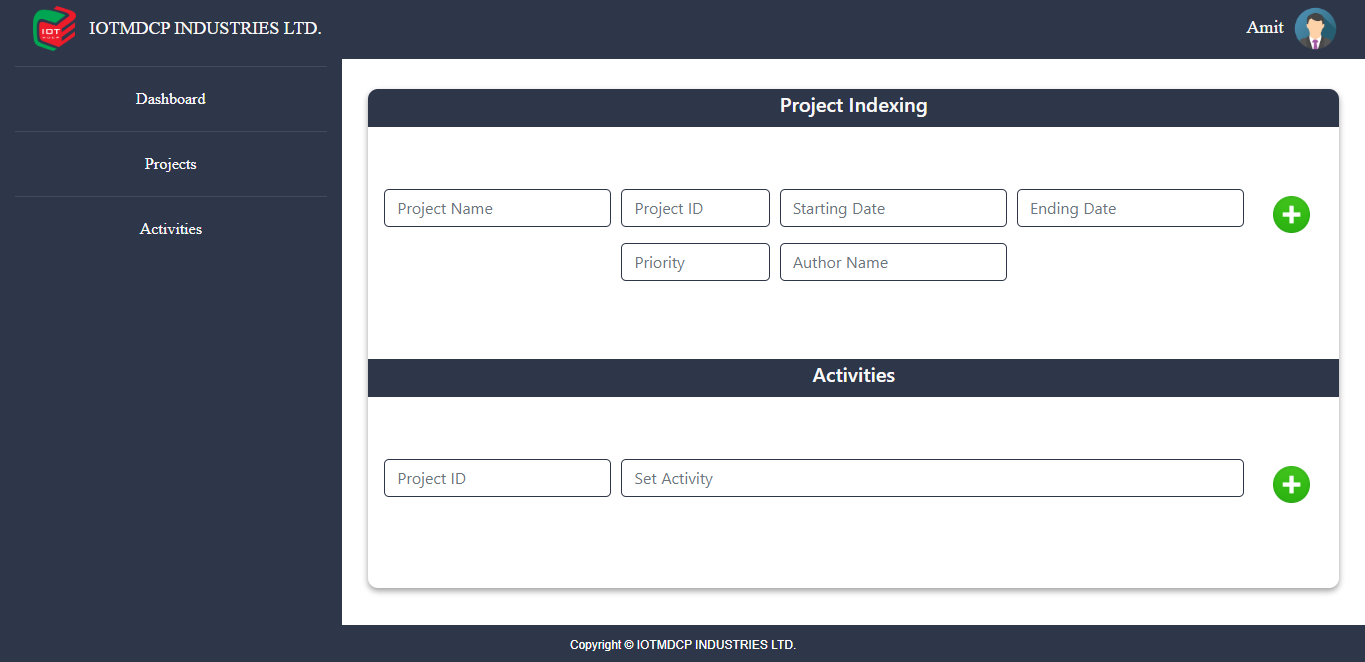 IOT
IOTMDCP INDUSTRIES LTD.
Amit
Dashboard
Projects
Activities
Project Indexing
Project Name
Project ID
Starting Date
Ending Date
Priority
Author Name
Activities
Project ID
Set Activity
Copyright © IOTMDCP INDUSTRIES LTD.